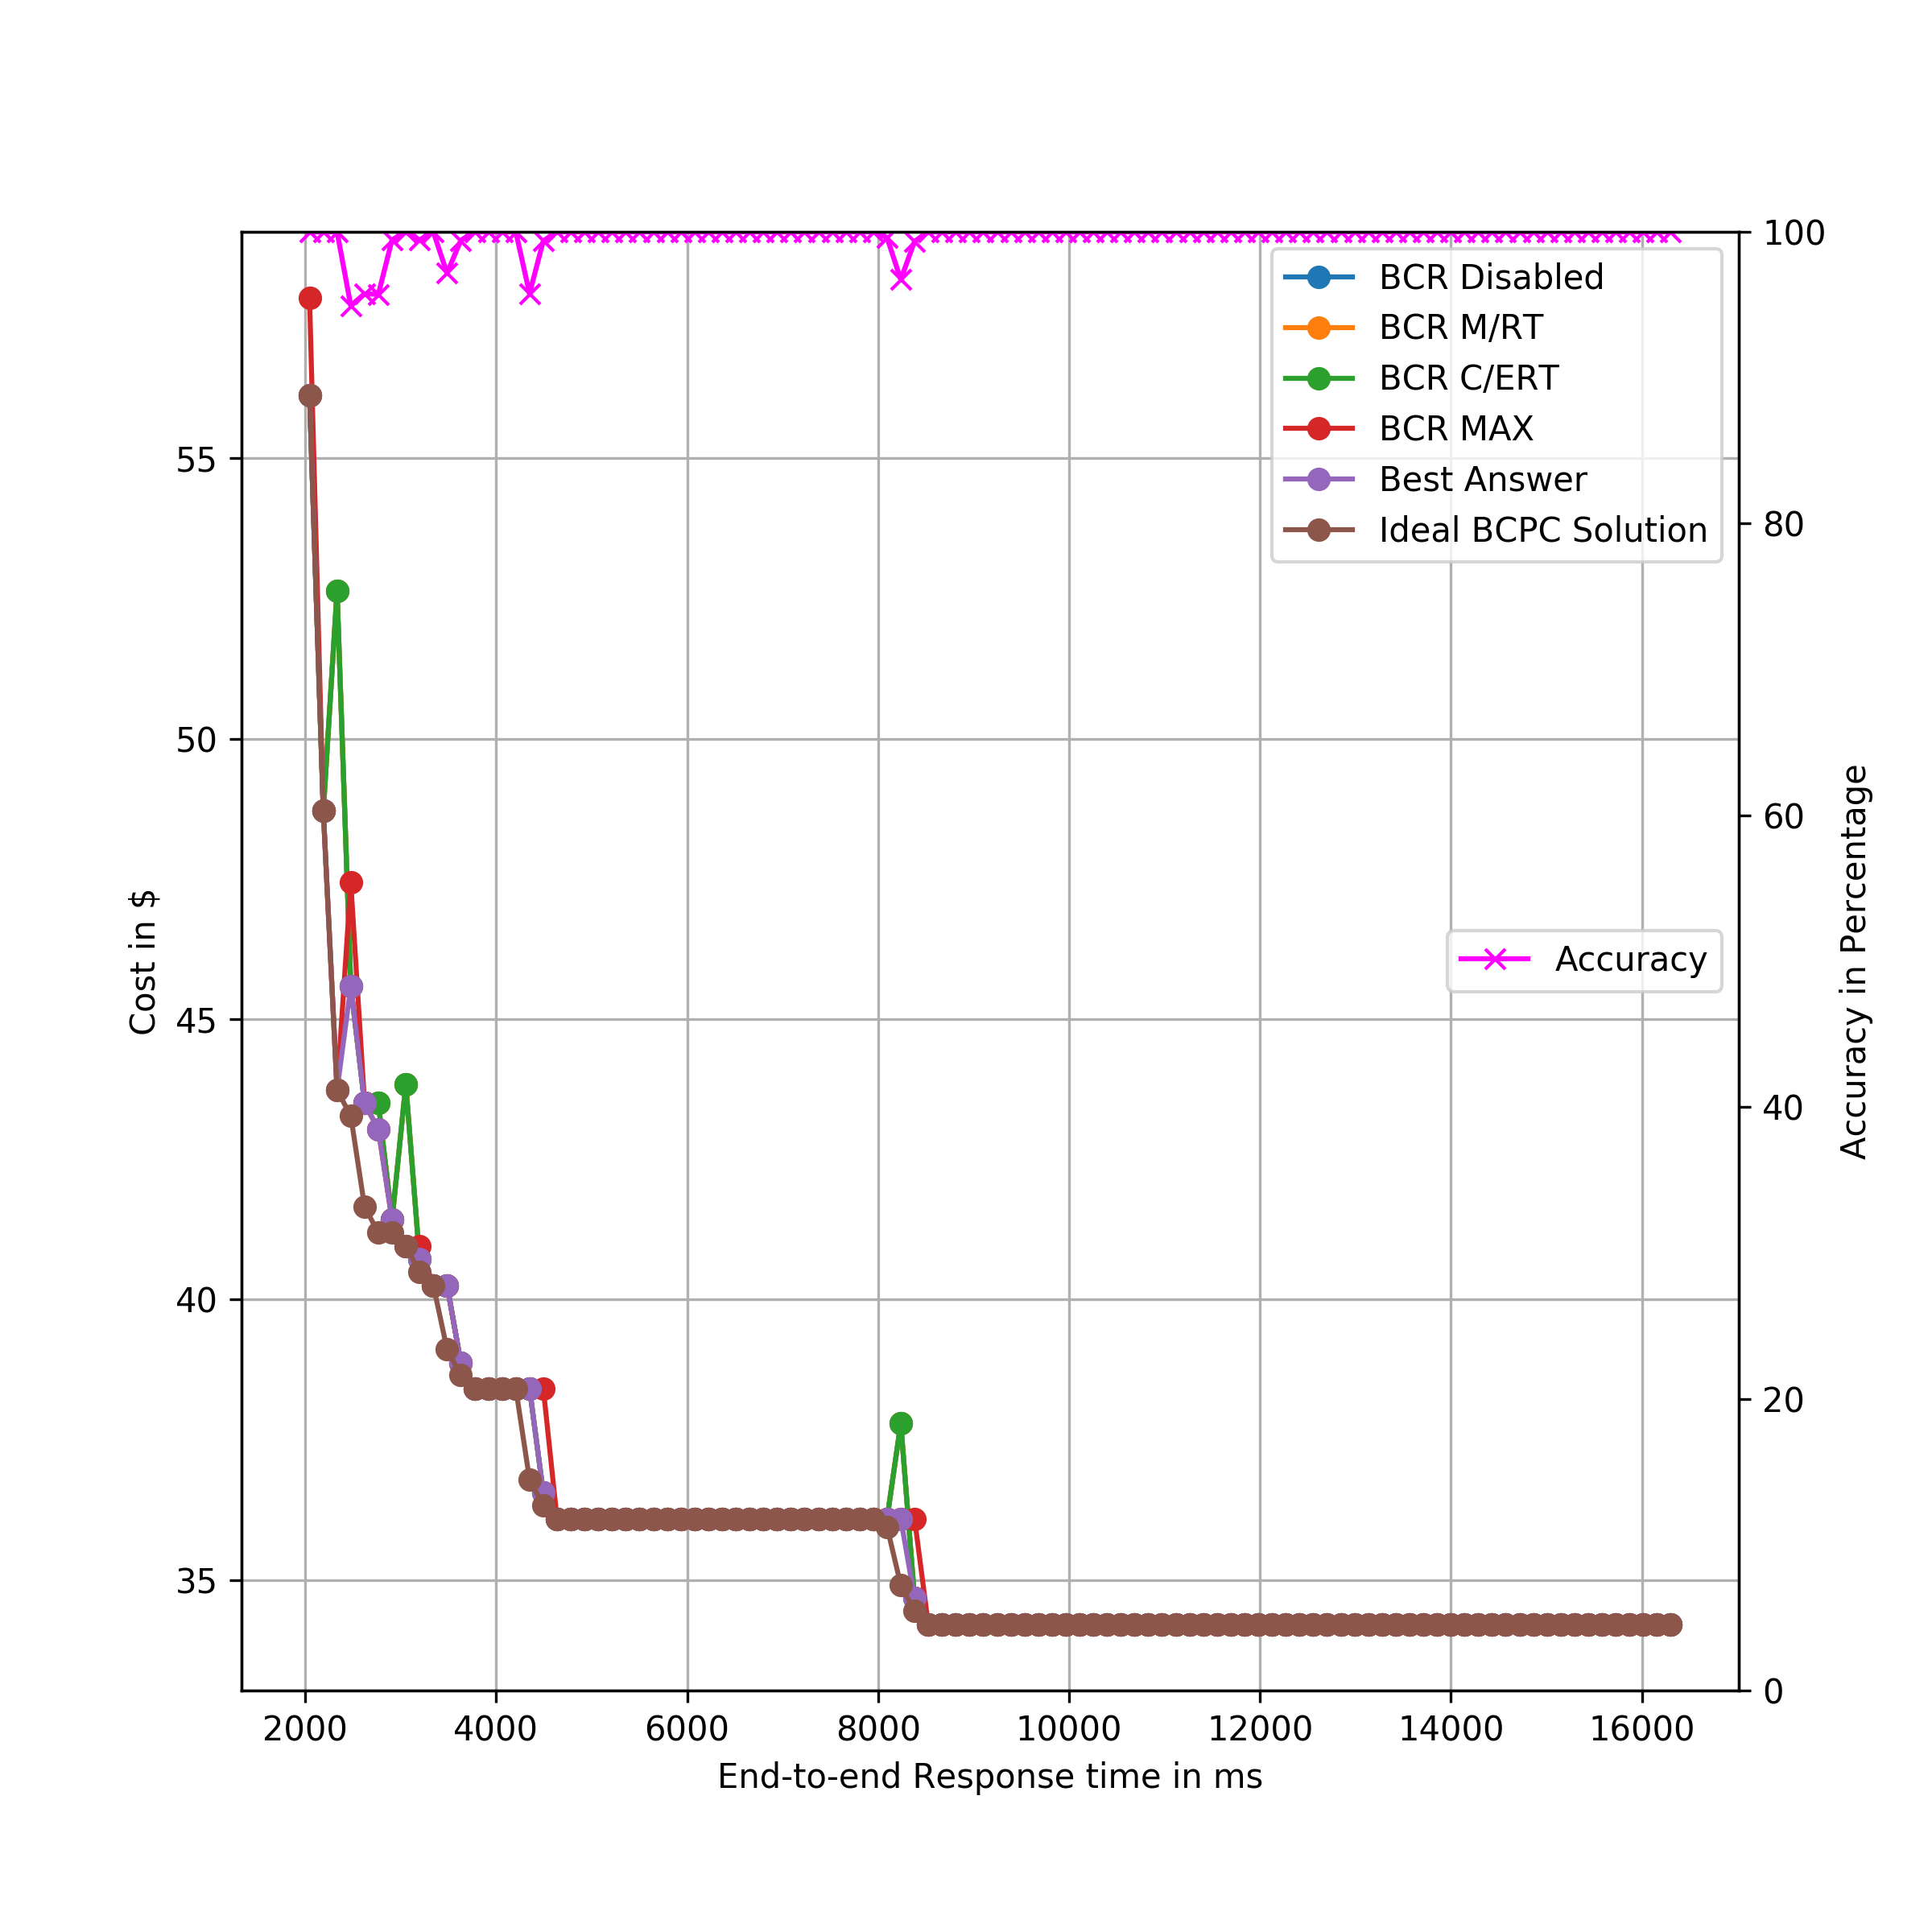 100
BCR Disabled
BCR M/RT
BCR C/ERT
BCR MAX
Best Answer
Ideal BCPC Solution
55
80
50
60
Cost in $
Accuracy in Percentage
Accuracy
45
40
40
20
35
0
2000 4000 6000 8000 10000 12000 14000 16000
End-to-end Response time in ms